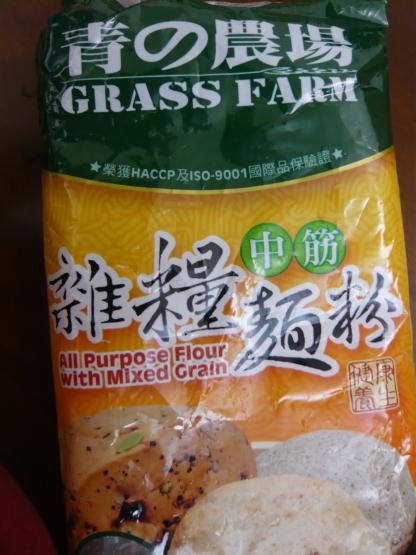 青の農場
GRASS FARM
★榮獲HACCP及ISO-9001國際品保驗證★
中筋
雜糧麵粉
All Purpose Flour
with Mixed Grain
健康
養生